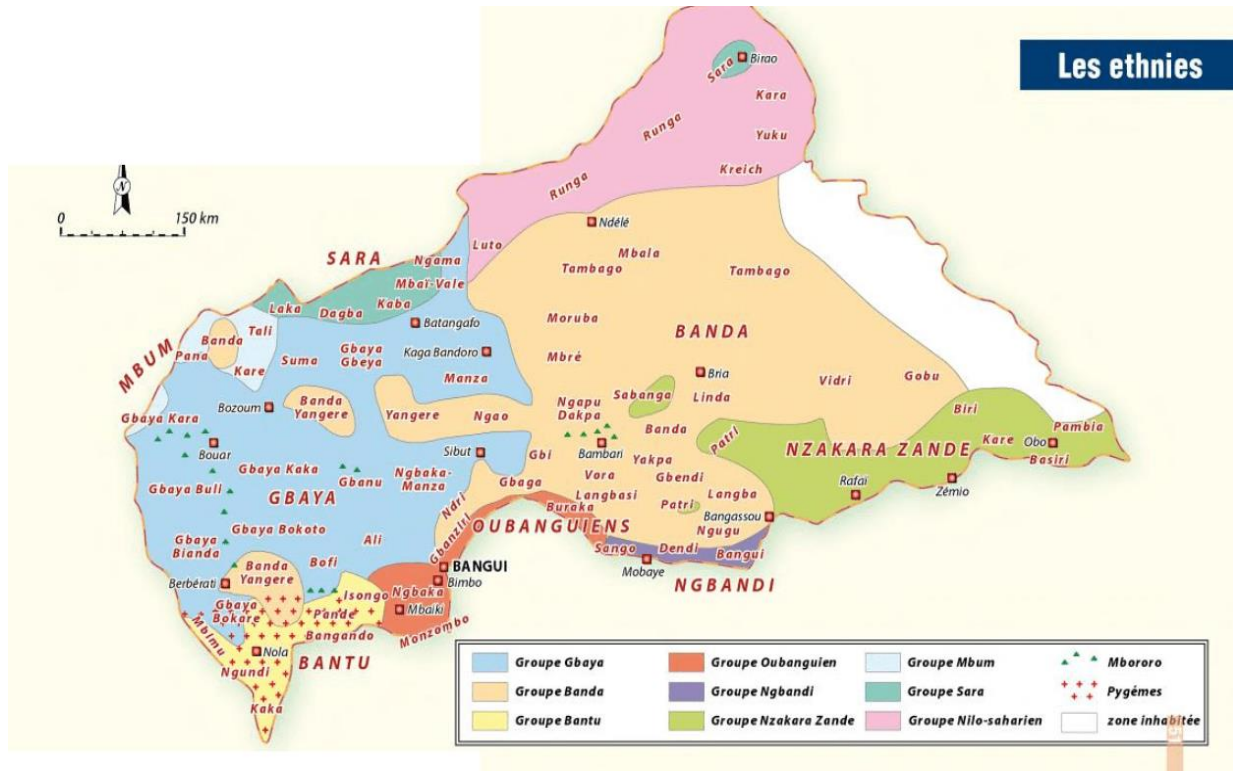 Les ethnies
Sara
Birao
Kara
Runga
Yuku
Kreich
Runga
N
0 150 km
Ndélé
Luto
SARA
Ngama
Mbala
Tambago
Tambago
Mbaï-Vale
Kaba
Laka
Dagba
Batangafo
Moruba
BANDA
Tali
Banda
Pana
MBUM
Kare
Suma
Gbaya
Gbeya
Kaga Bandoro
Mbré
Manza
Bria
Vidri
Gobu
Sabanga
Linda
Gbaya Kara
Bozoum
Banda
Yangere
Yangere
Ngao
Ngapu
Dakpa
Banda
Biri
Patri
Pambia
Bouar
Sibut
Gbi
Bambari
NZAKARA ZANDE
Kare
Obo
Basiri
Yakpa
Gbaya Kaka
Gbanu
Ngbaka-
Manza
Gbaga
Vora
Gbendi
Rafaï
Zémio
Gbaya Buli
GBAYA
Langbasi
Langba
Ndri
Buraka
Patri
Bangassou
OUBANGUIENS
Gbaya Bokoto
Ngugu
Gbaya
Bianda
Ali
Gbanziri
Sango
Dendi
Bangui
Bofi
BANGUI
Mobaye
NGBANDI
Berbérati
Banda
Yangere
Bimbo
Isongo
Ngbaka
Mbaiki
Gbaya
Bokare
Pande
Bangando
Monzombo
Mbimu
Nola
BANTU
Ngundi
Kaka
Groupe Gbaya
Groupe Oubanguien
Groupe Mbum
Mbororo
Groupe Banda
Groupe Ngbandi
Groupe Sara
Pygémes
Groupe Bantu
Groupe Nzakara Zande
Groupe Nilo-saharien
zone inhabitée
51